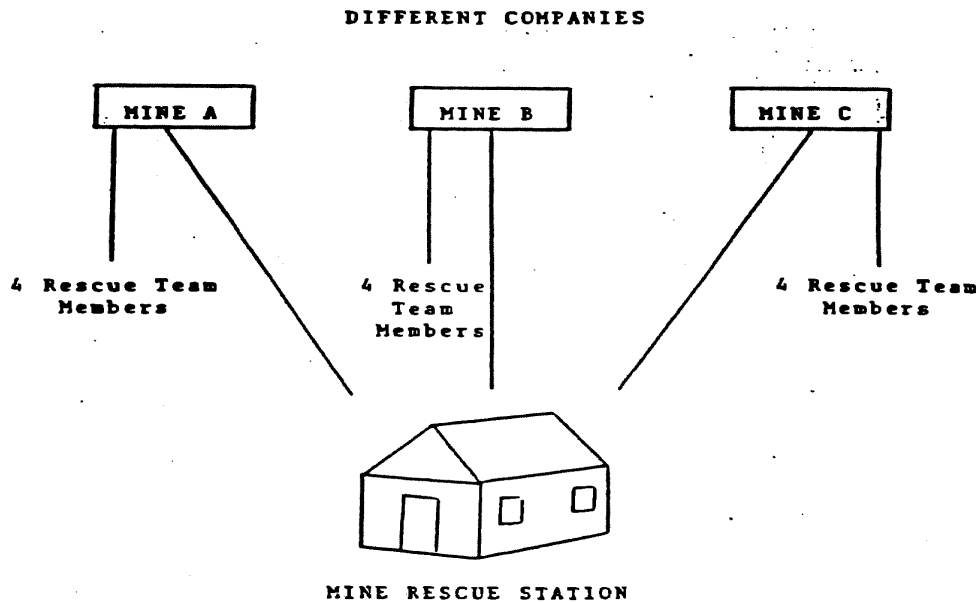 DIFFERENT COMPANIES
MINE A
MINE B
MINE C
4 Rescue Team
Members
4 Rescue
Team
Members
4 Rescue Team
Members
MINE RESCUE STATION